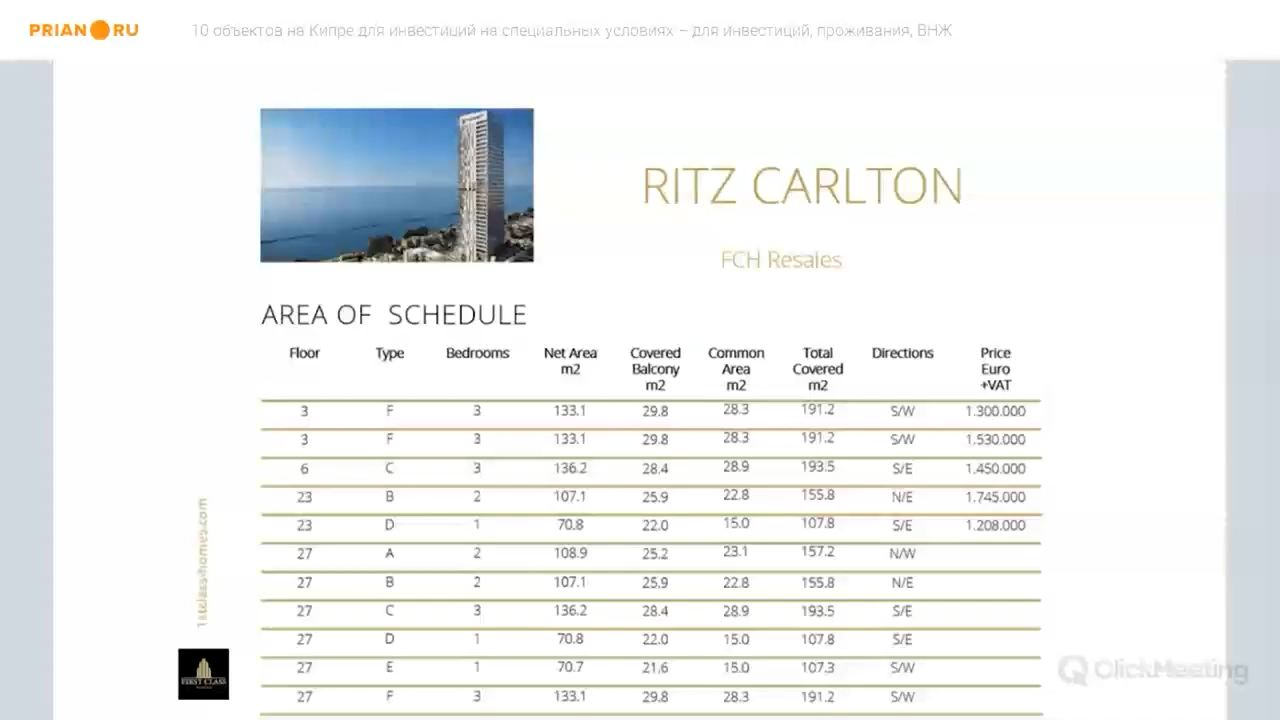 PRIAN RU
10 объектов на Кипре для инвестиций на специальных условиях – для инвестиций, проживания, ВНЖ
RITZ CARLTON
FCH Resales
AREA OF SCHEDULE
Floor Type Bedrooms Net Area m2 Covered Balcony m2 Common Area m2 Total Covered m2 Directions Price Euro +VAT
3 F 3 133.1 29.8 28.3 191.2 S/W 1.300.000
3 F 3 133.1 29.8 28.3 191.2 S/W 1.530.000
6 C 3 136.2 28.4 28.9 193.5 S/E 1.450.000
23 B 2 107.1 25.9 22.8 155.8 N/E 1.745.000
23 D 1 70.8 22.0 15.0 107.8 S/E 1.208.000
27 A 2 108.9 25.2 23.1 157.2 N/W
27 B 2 107.1 25.9 22.8 155.8 N/E
27 C 3 136.2 28.4 28.9 193.5 S/E
27 D 1 70.8 22.0 15.0 107.8 S/E
27 E 1 70.7 21.6 15.0 107.3 S/W
27 F 3 133.1 29.8 28.3 191.2 S/W
1stclass-homes.com
FIRST CLASS
ClickMeeting